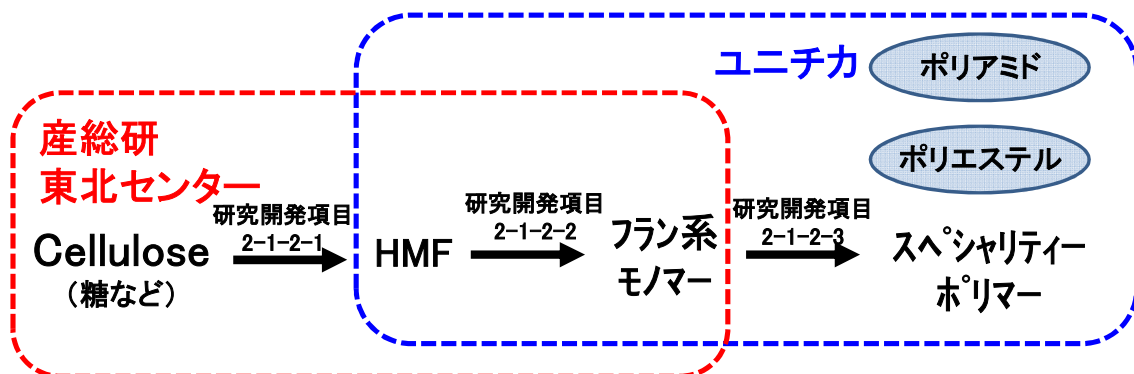 ユニチカ
ポリアミド
ポリエステル
産総研
東北センター
Cellulose
(糖など)
研究開発項目
2-1-2-1
HMF
研究開発項目
2-1-2-2
フラン系
モノマー
研究開発項目
2-1-2-3
スペシャリティー
ポリマー